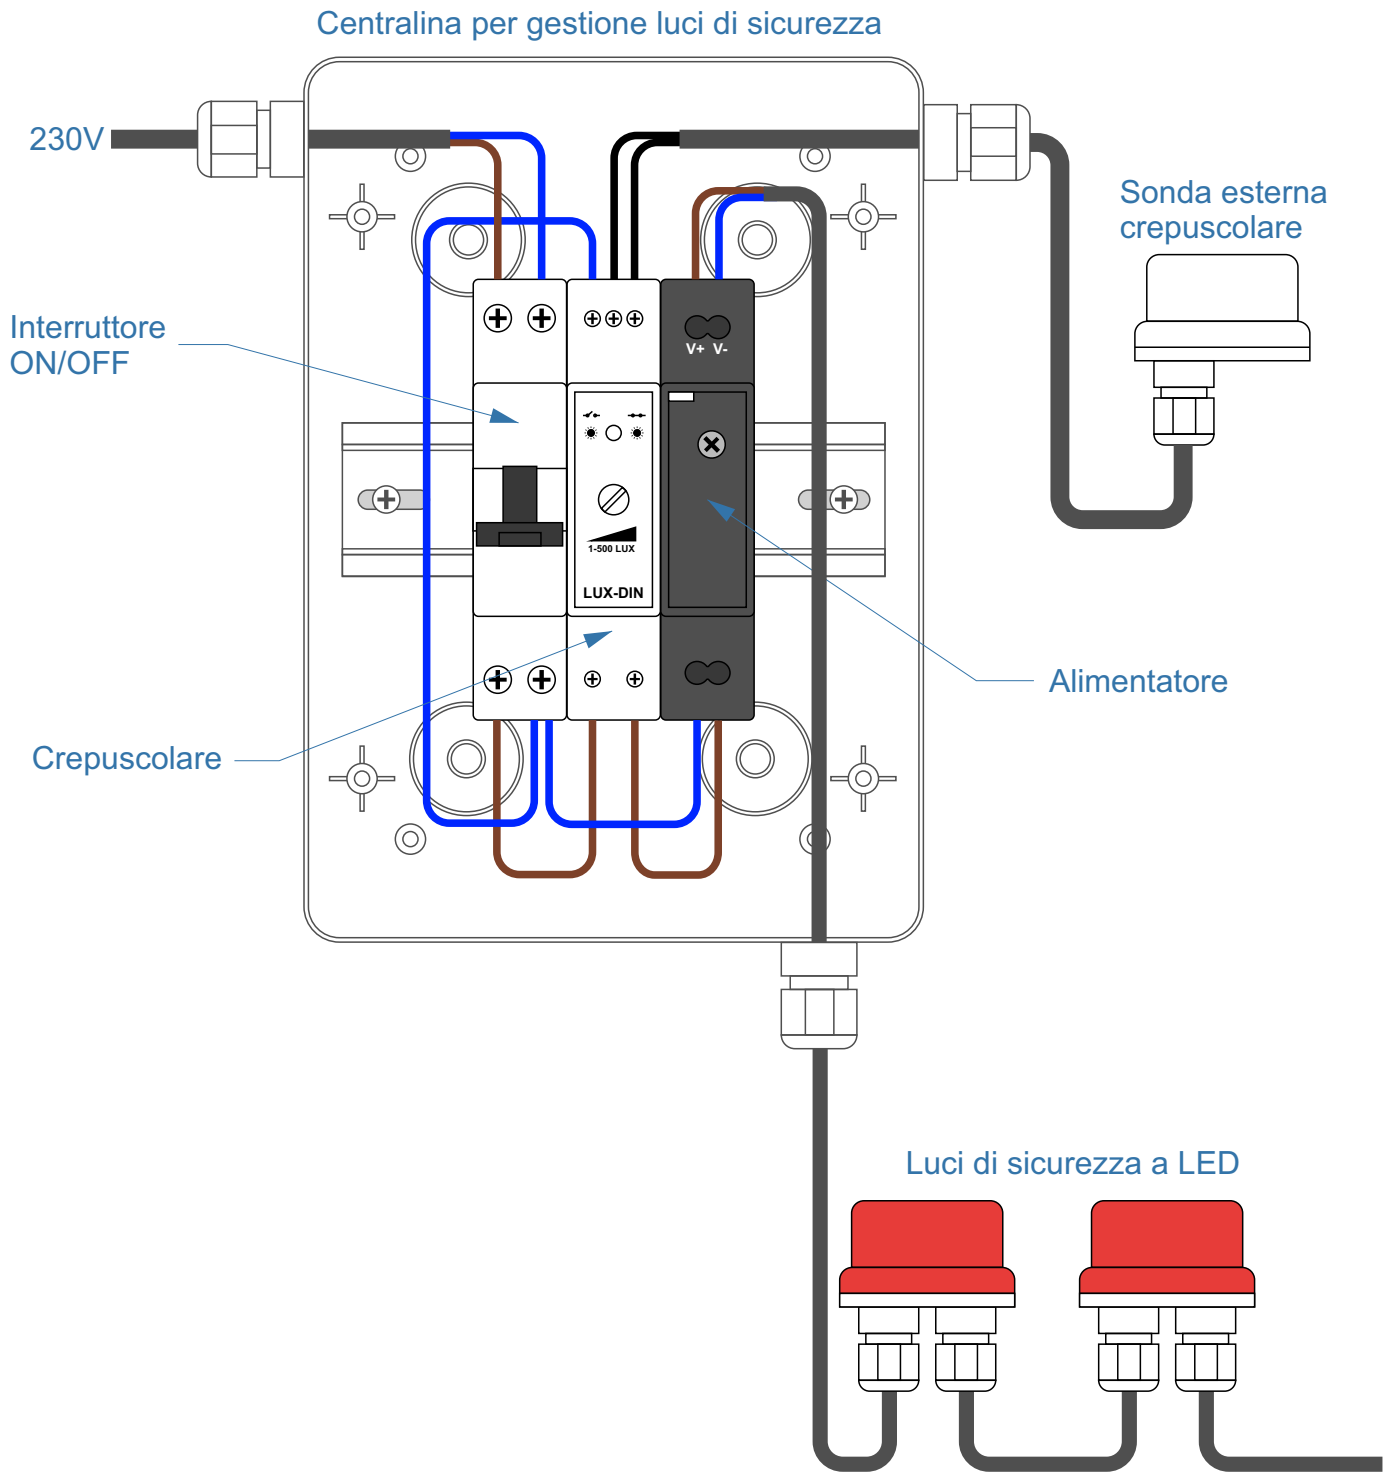 Centralina per gestione luci di sicurezza
230V
Sonda esterna
crepuscolare
Interruttore
ON/OFF
V+ V-
1-500 LUX
LUX-DIN
Alimentatore
Crepuscolare
Luci di sicurezza a LED